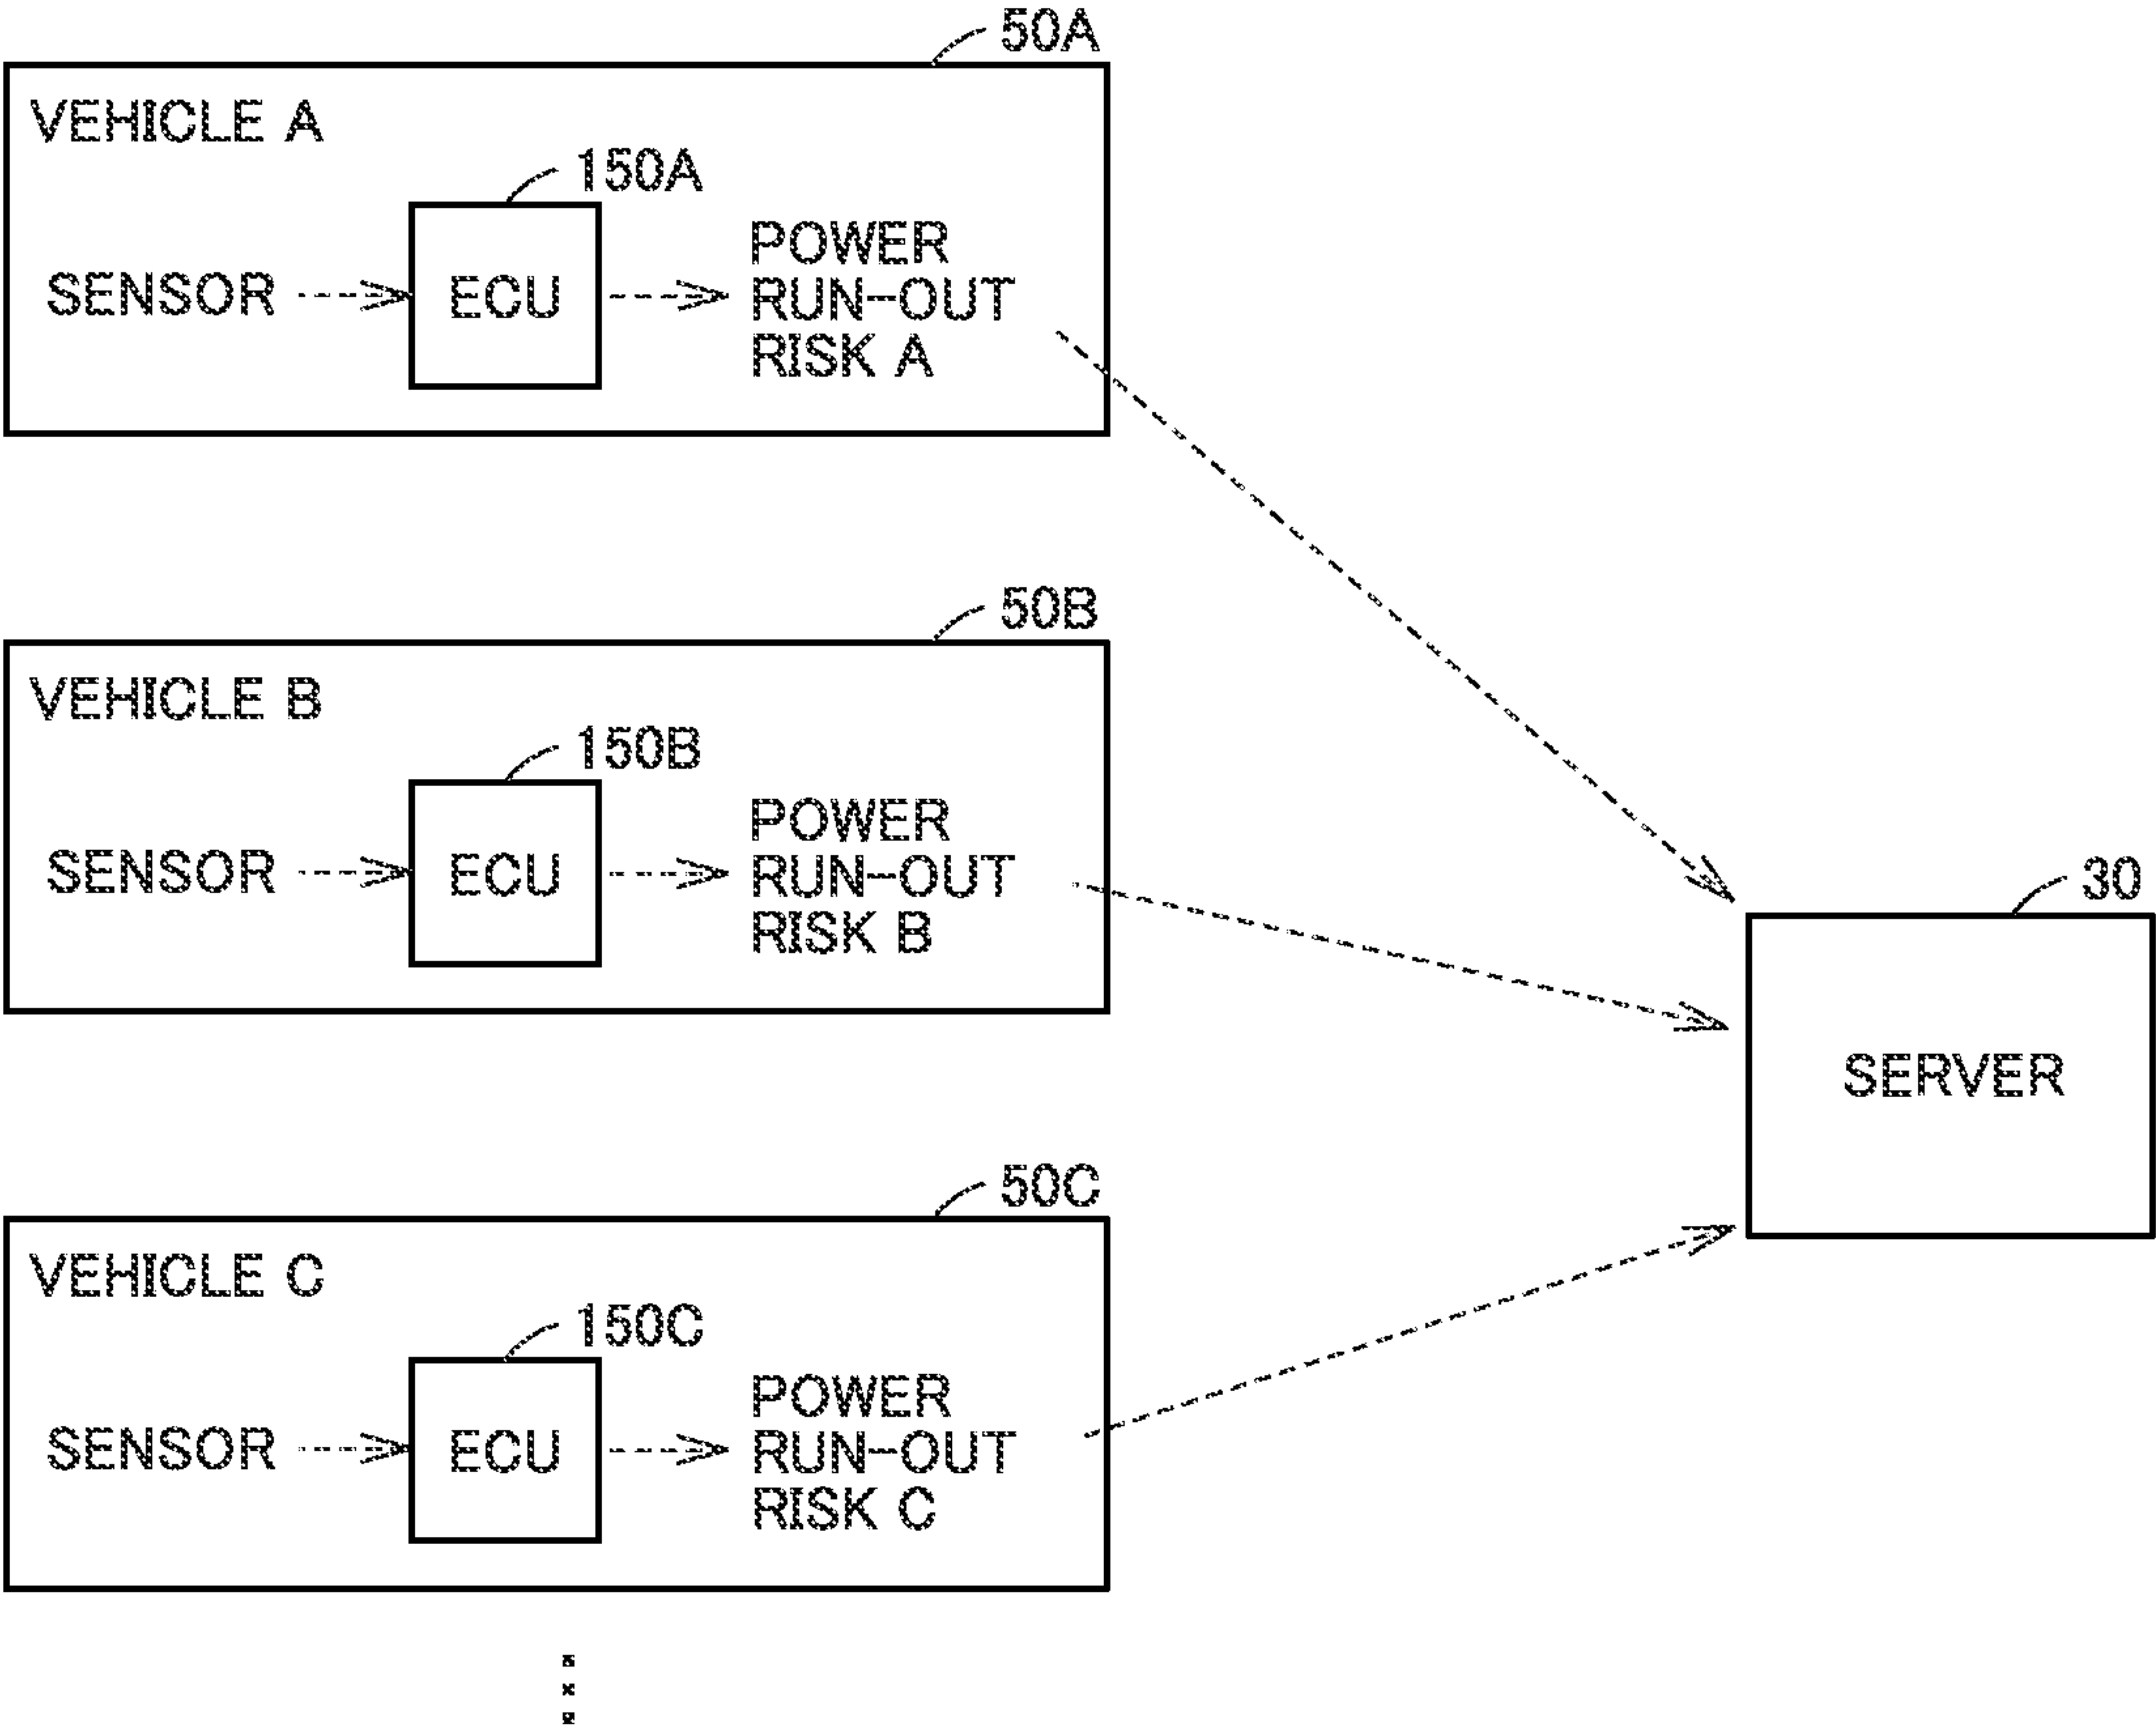 50A
VEHICLE A
150A
SENSOR
ECU
POWER
RUN-OUT
RISK A
50B
VEHICLE B
150B
SENSOR
ECU
POWER
RUN-OUT
RISK B
30
SERVER
50C
VEHICLE C
150C
SENSOR
ECU
POWER
RUN-OUT
RISK C